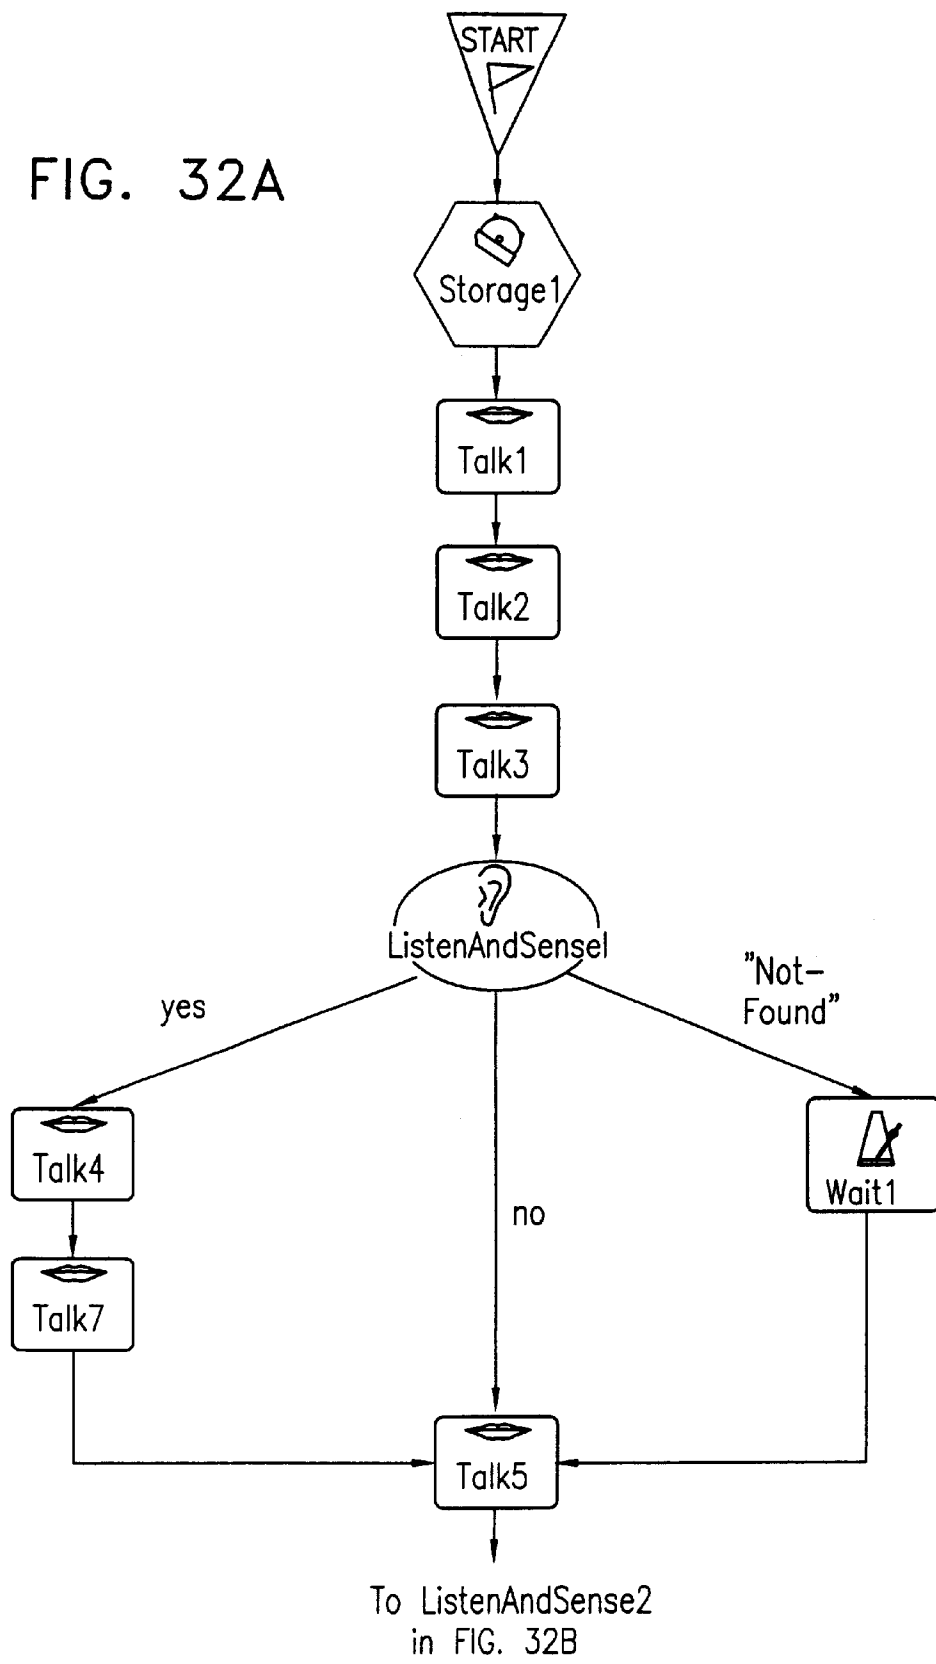 START
FIG. 32A
Storage1
Talk1
Talk2
Talk3
ListenAndSense1
"Not-
Found"
yes
Talk4
Wait1
no
Talk7
Talk5
To ListenAndSense2
in FIG. 32B